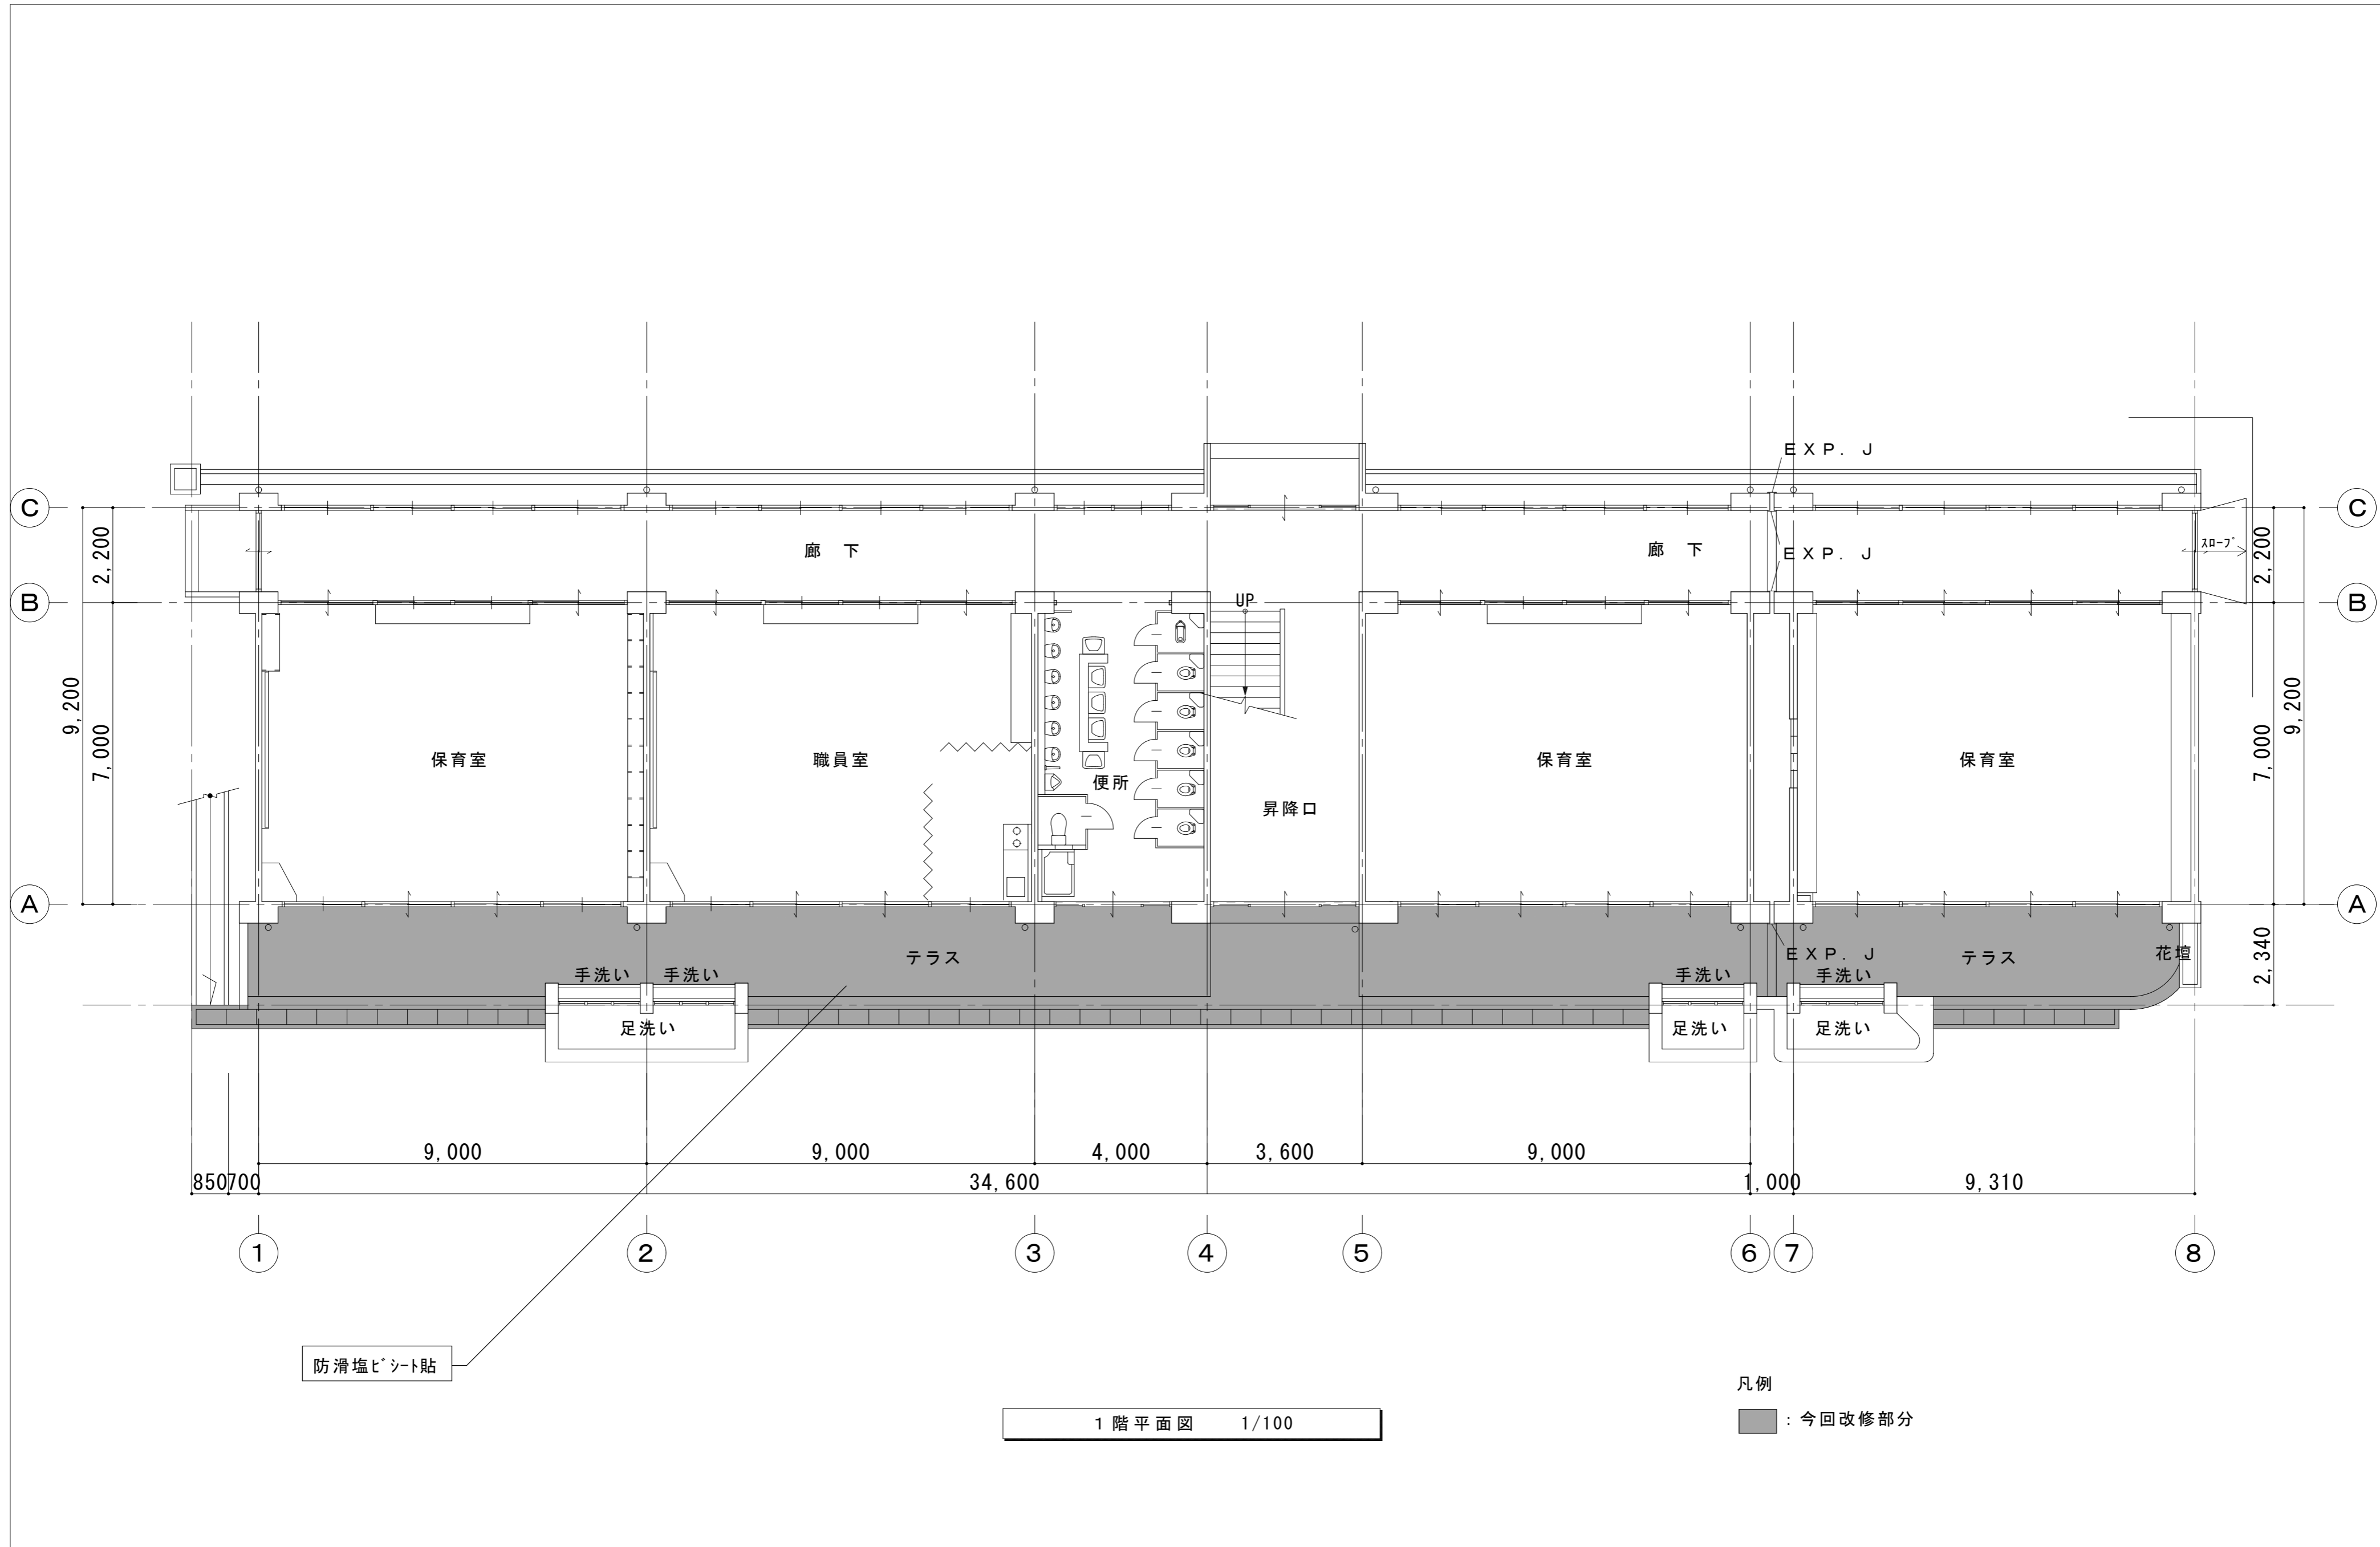 EXP. J
C
C
2,200
廊 下
廊 下
EXP. J
スロープ
2,200
B
UP
B
9,200
7,000
保育室
職員室
便所
昇降口
保育室
保育室
7,000
9,200
A
A
テラス
EXP. J
テラス
花壇
2,340
手洗い
手洗い
手洗い
手洗い
足洗い
足洗い
足洗い
9,000
9,000
4,000
3,600
9,000
850
700
34,600
1,000
9,310
1
2
3
4
5
6
7
8
防滑塩ビシート貼
凡例
1階平面図 1/100
：今回改修部分